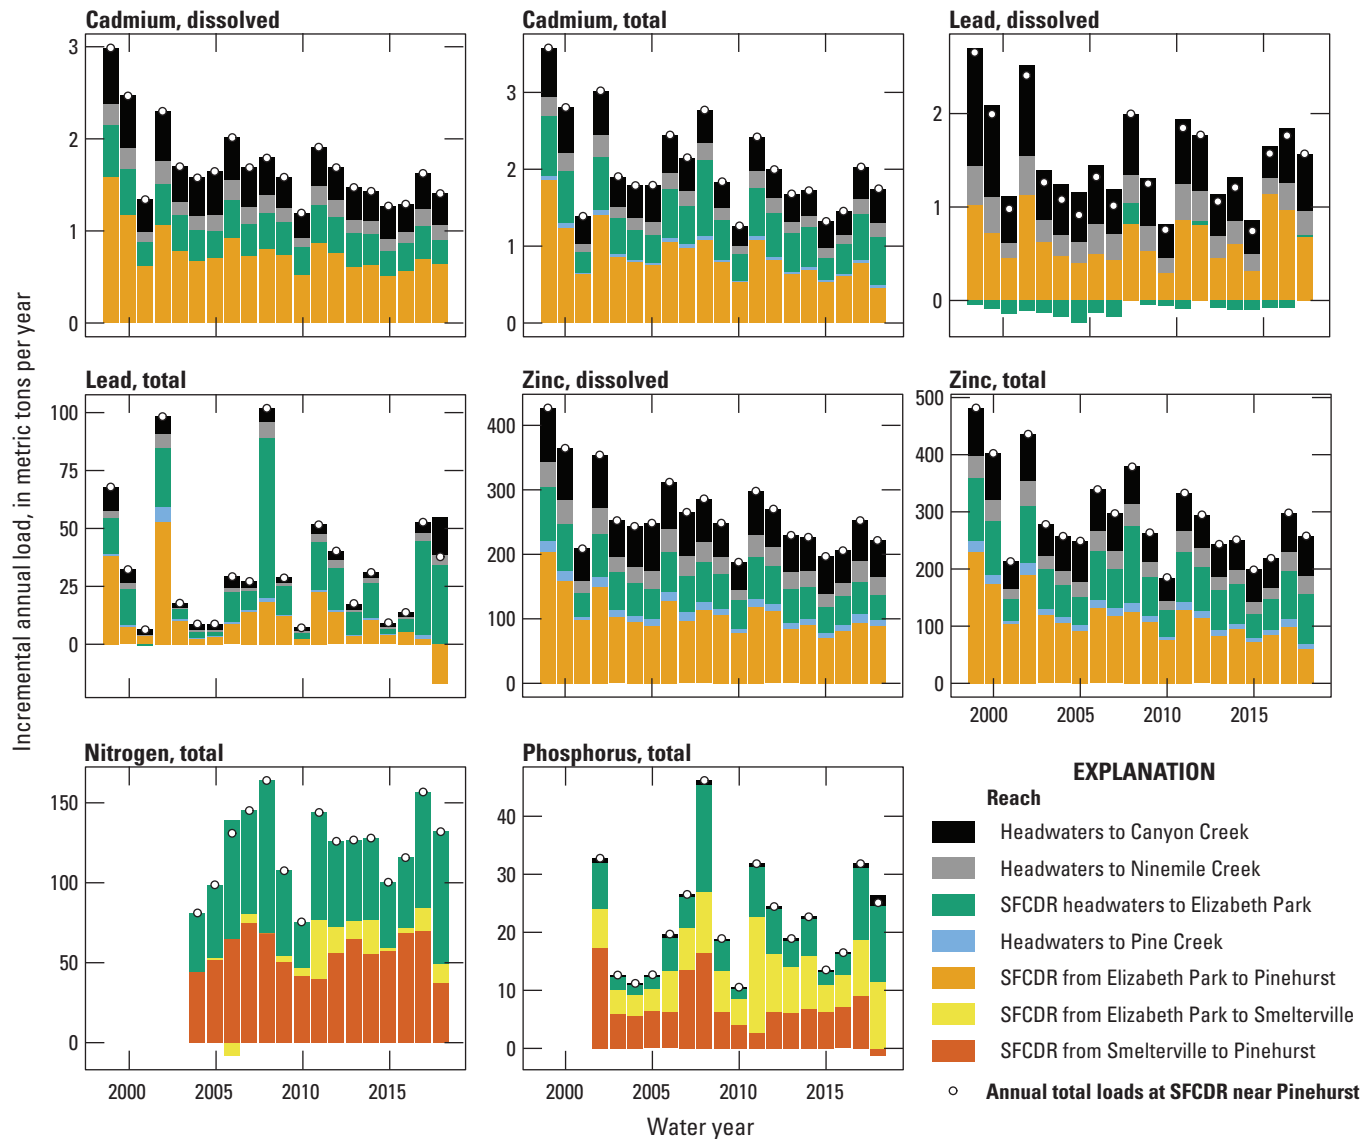 Cadmium, dissolved
Cadmium, total
Lead, dissolved
3
2
1
0
3
2
1
0
2
1
0
Incremental annual load, in metric tons per year
Lead, total
Zinc, dissolved
Zinc, total
100
75
50
25
0
400
300
200
100
0
500
400
300
200
100
0
2000
2005
2010
2015
Nitrogen, total
Phosphorus, total
150
100
50
0
40
30
20
10
0
2000
2005
2010
2015
2000
2005
2010
2015
Water year
EXPLANATION
Reach
Headwaters to Canyon Creek
Headwaters to Ninemile Creek
SFCDR headwaters to Elizabeth Park
Headwaters to Pine Creek
SFCDR from Elizabeth Park to Pinehurst
SFCDR from Elizabeth Park to Smelterville
SFCDR from Smelterville to Pinehurst
Annual total loads at SFCDR near Pinehurst